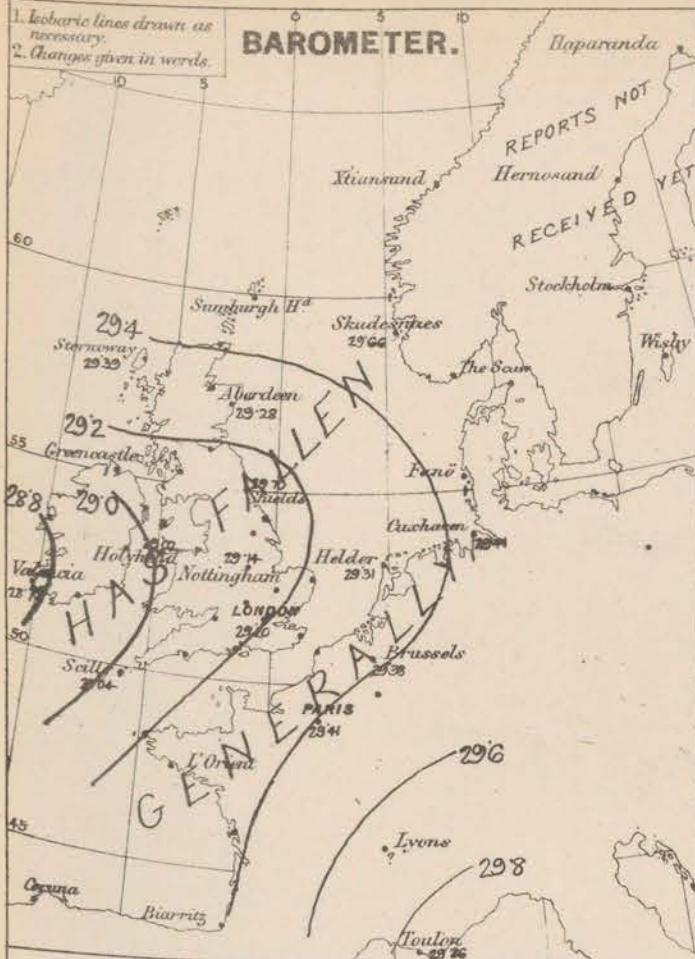 1. Isobaric lines drawn as
necessary.
2. Changes given in words.
BAROMETER.
10
5
0
5
10
Haparanda
REPORTS NOT
Xtiansund
Hernosand
RECEIVED YET
60
Sumburgh Hd
Stockholm
29.4
Skudesnaes
29.66
Stornoway
29.39
The Scaw
Wisby
Aberdeen
29.28
29.2
55
Greencastle
Fanö
28.8
29.0
Shields
Cuxhaven
Holyhead
Helder
29.31
29.14
Nottingham
Valencia
LONDON
29.20
HAS FALLEN
GENERALLY
50
Brussels
29.38
Scilly
29.04
PARIS
29.41
L'Orient
29.6
45
Lyons
?
29.8
Coruna
Biarritz
Toulon
29.76